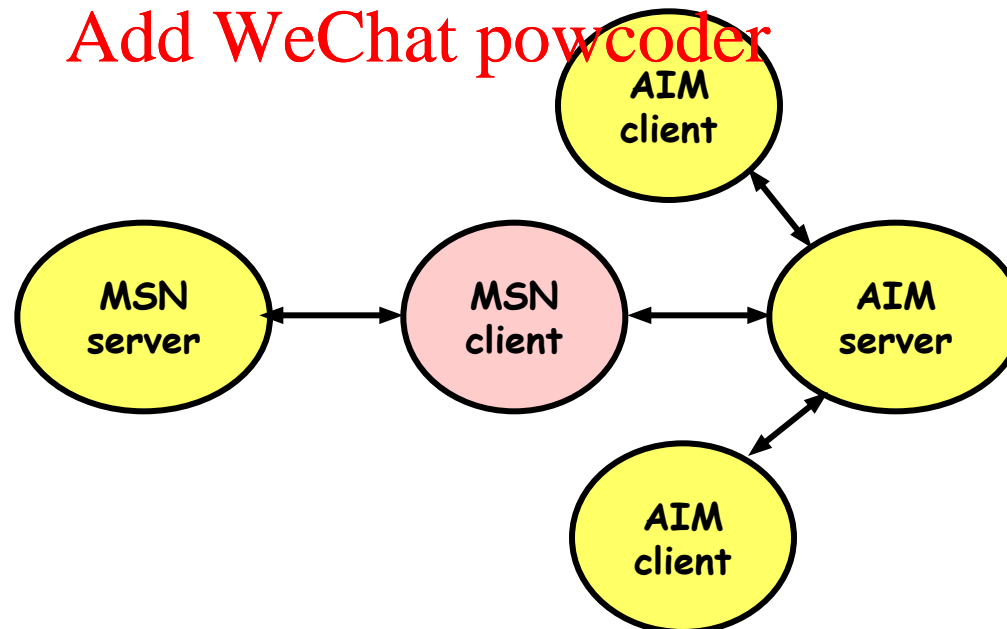 Add WeChat powcoder
AIM
client
MSN
server
MSN
client
AIM
server
AIM
client